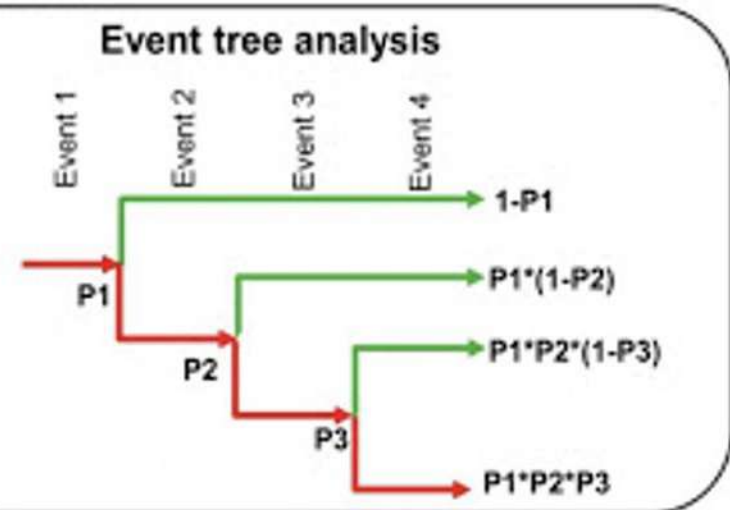 Event tree analysis
Event 1
Event 2
Event 3
Event 4
1-P1
P1
P1*(1-P2)
P2
P1*P2*(1-P3)
P3
P1*P2*P3